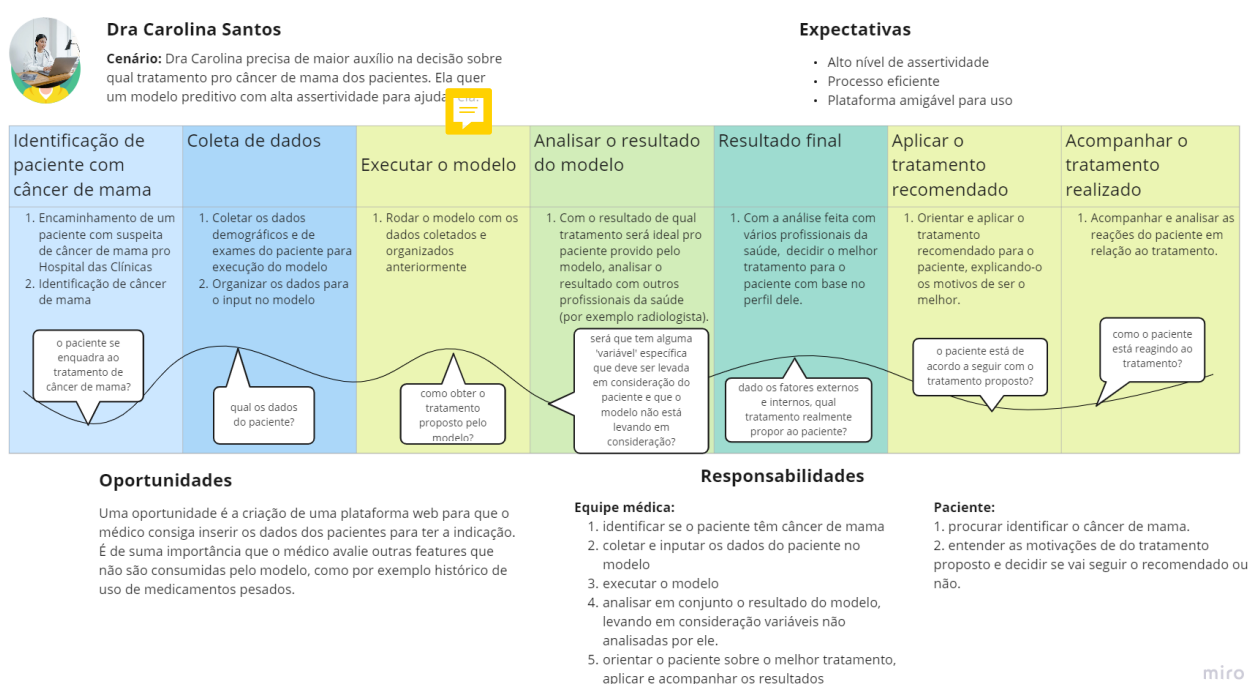 Dra Carolina Santos
Cenário: Dra Carolina precisa de maior auxílio na decisão sobre
qual tratamento pro câncer de mama dos pacientes. Ela quer
um modelo preditivo com alta assertividade para ajudá
Expectativas
• Alto nível de assertividade
• Processo eficiente
• Plataforma amigável para uso
Identificação de
paciente com
câncer de mama
Coleta de dados
Executar o modelo
Analisar o resultado
do modelo
Resultado final
Aplicar o
tratamento
recomendado
Acompanhar o
tratamento
realizado
1. Encaminhamento de um
paciente com suspeita
de câncer de mama pro
Hospital das Clínicas
2. Identificação de câncer
de mama
1. Coletar os dados
demográficos e de
exames do paciente para
execução do modelo
2. Organizar os dados para
o input no modelo
1. Rodar o modelo com os
dados coletados e
organizados
anteriormente
1. Com o resultado de qual
tratamento será ideal pro
paciente provido pelo
modelo, analisar o
resultado com outros
profissionais da saúde
(por exemplo radiologista).
1. Com a análise feita com
vários profissionais da
saúde, decidir o melhor
tratamento para o
paciente com base no
perfil dele.
1. Orientar e aplicar o
tratamento
recomendado para o
paciente, explicando-o
os motivos de ser o
melhor.
1. Acompanhar e analisar as
reações do paciente em
relação ao tratamento.
o paciente se
enquadra ao
tratamento de
câncer de mama?
qual os dados
do paciente?
como obter o
tratamento
proposto pelo
modelo?
será que tem alguma
'variável' específica
que deve ser levada
em consideração do
paciente e que o
modelo não está
levando em
consideração?
dado os fatores externos
e internos, qual
tratamento realmente
propor ao paciente?
o paciente está de
acordo a seguir com o
tratamento proposto?
como o paciente
está reagindo ao
tratamento?
Oportunidades
Uma oportunidade é a criação de uma plataforma web para que o
médico consiga inserir os dados dos pacientes para ter a indicação.
É de suma importância que o médico avalie outras features que
não são consumidas pelo modelo, como por exemplo histórico de
uso de medicamentos pesados.
Responsabilidades
Equipe médica:
1. identificar se o paciente têm câncer de mama
2. coletar e inputar os dados do paciente no
modelo
3. executar o modelo
4. analisar em conjunto o resultado do modelo,
levando em consideração variáveis não
analisadas por ele.
5. orientar o paciente sobre o melhor tratamento,
aplicar e acompanhar os resultados
Paciente:
1. procurar identificar o câncer de mama.
2. entender as motivações de do tratamento
proposto e decidir se vai seguir o recomendado ou
não.
miro